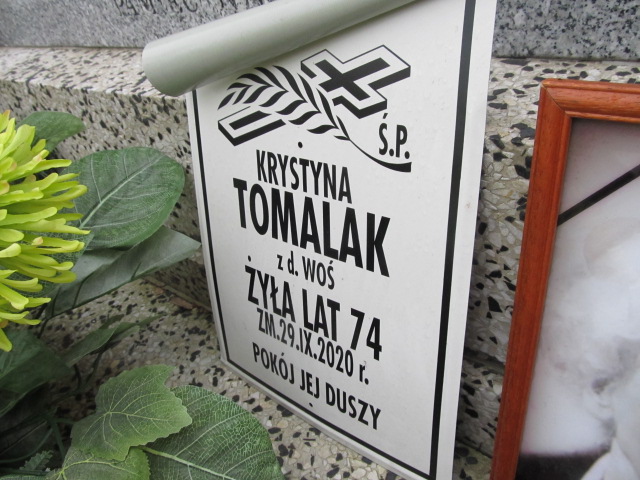 Ś.P.
KRYSTYNA
TOMALAK
z d. WOŚ
ŻYŁA LAT 74
ZM.29.IX.2020 r.
POKÓJ JEJ DUSZY